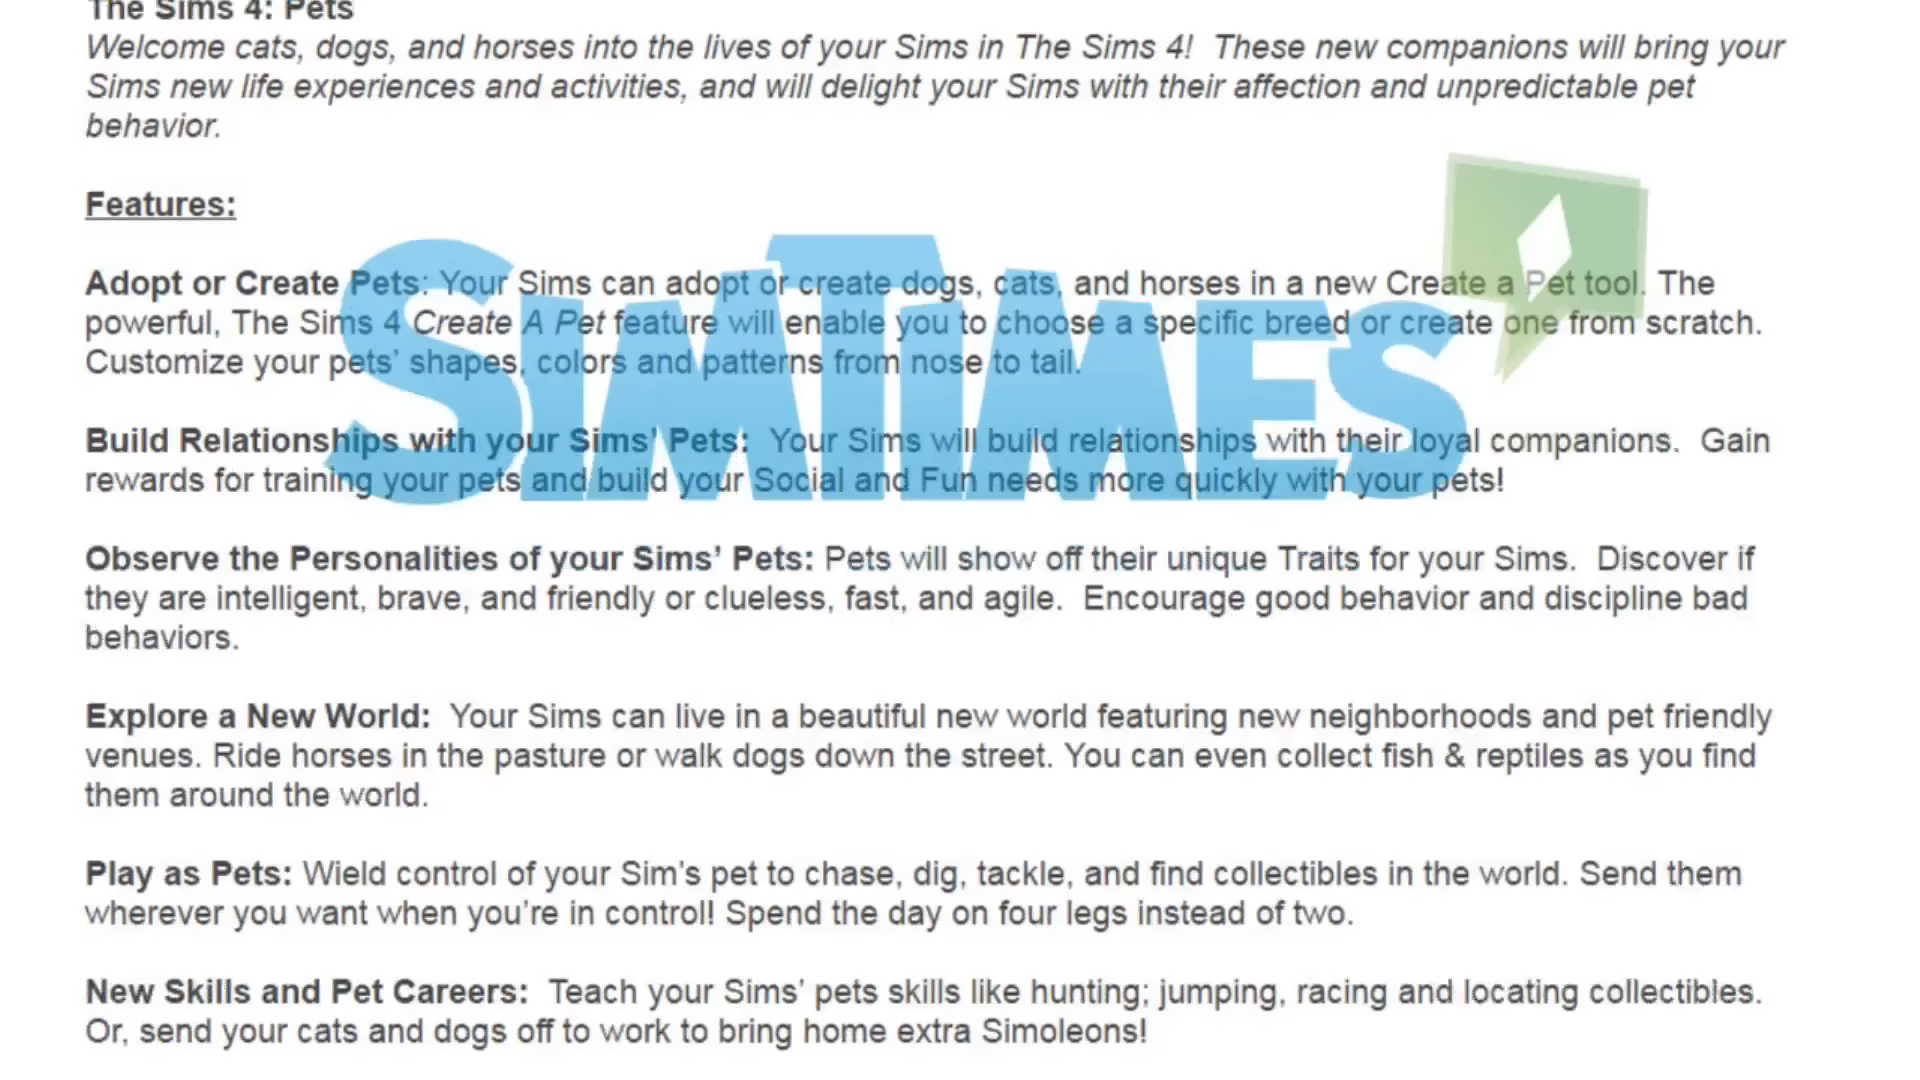 The Sims 4: Pets
Welcome cats, dogs, and horses into the lives of your Sims in The Sims 4!  These new companions will bring your
Sims new life experiences and activities, and will delight your Sims with their affection and unpredictable pet
behavior.
Features:
SIMTIMES
Adopt or Create Pets: Your Sims can adopt or create dogs, cats, and horses in a new Create a Pet tool. The
powerful, The Sims 4 Create A Pet feature will enable you to choose a specific breed or create one from scratch.
Customize your pets’ shapes, colors and patterns from nose to tail.
Build Relationships with your Sims’ Pets:  Your Sims will build relationships with their loyal companions.  Gain
rewards for training your pets and build your Social and Fun needs more quickly with your pets!
Observe the Personalities of your Sims’ Pets: Pets will show off their unique Traits for your Sims.  Discover if
they are intelligent, brave, and friendly or clueless, fast, and agile.  Encourage good behavior and discipline bad
behaviors.
Explore a New World:  Your Sims can live in a beautiful new world featuring new neighborhoods and pet friendly
venues. Ride horses in the pasture or walk dogs down the street. You can even collect fish & reptiles as you find
them around the world.
Play as Pets: Wield control of your Sim’s pet to chase, dig, tackle, and find collectibles in the world. Send them
wherever you want when you’re in control! Spend the day on four legs instead of two.
New Skills and Pet Careers:  Teach your Sims’ pets skills like hunting; jumping, racing and locating collectibles.
Or, send your cats and dogs off to work to bring home extra Simoleons!